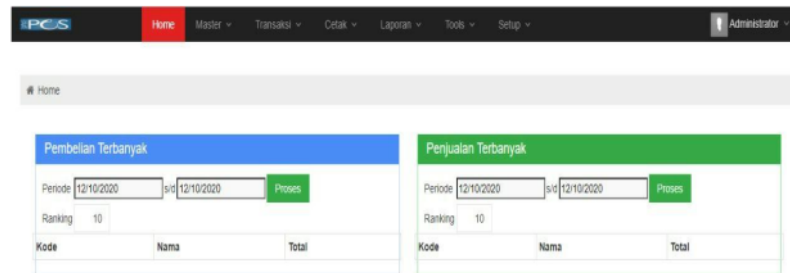 PCS Home Master Transaksi Cetak Laporan Tools Setup Administrator
Home
Pembelian Terbanyak
Periode 12/10/2020 s/d 12/10/2020 Proses
Ranking 10
Kode Nama Total
Penjualan Terbanyak
Periode 12/10/2020 s/d 12/10/2020 Proses
Ranking 10
Kode Nama Total